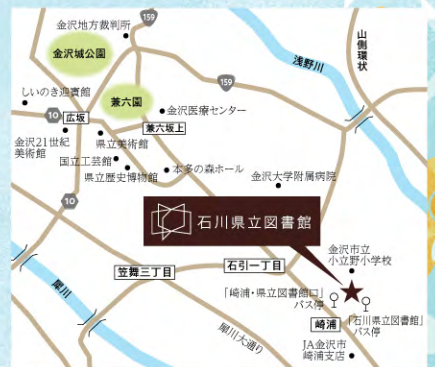 159
金沢地方裁判所
金沢城公園
山側環状
浅野川
159
しいのき迎賓館
兼六園
金沢医療センター
10
広坂
兼六坂上
県立美術館
金沢21世紀
美術館
国立工芸館
県立歴史博物館
本多の森ホール
金沢大学附属病院
10
石川県立図書館
金沢市立
小立野小学校
石引一丁目
笠舞三丁目
「崎浦・県立図書館口」
バス停
犀川
崎浦
「石川県立図書館」
バス停
犀川大通り
JA金沢市
崎浦支店